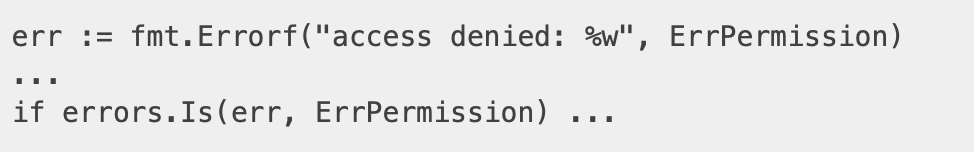 err := fmt.Errorf("access denied: %w", ErrPermission)
...
if errors.Is(err, ErrPermission) ...